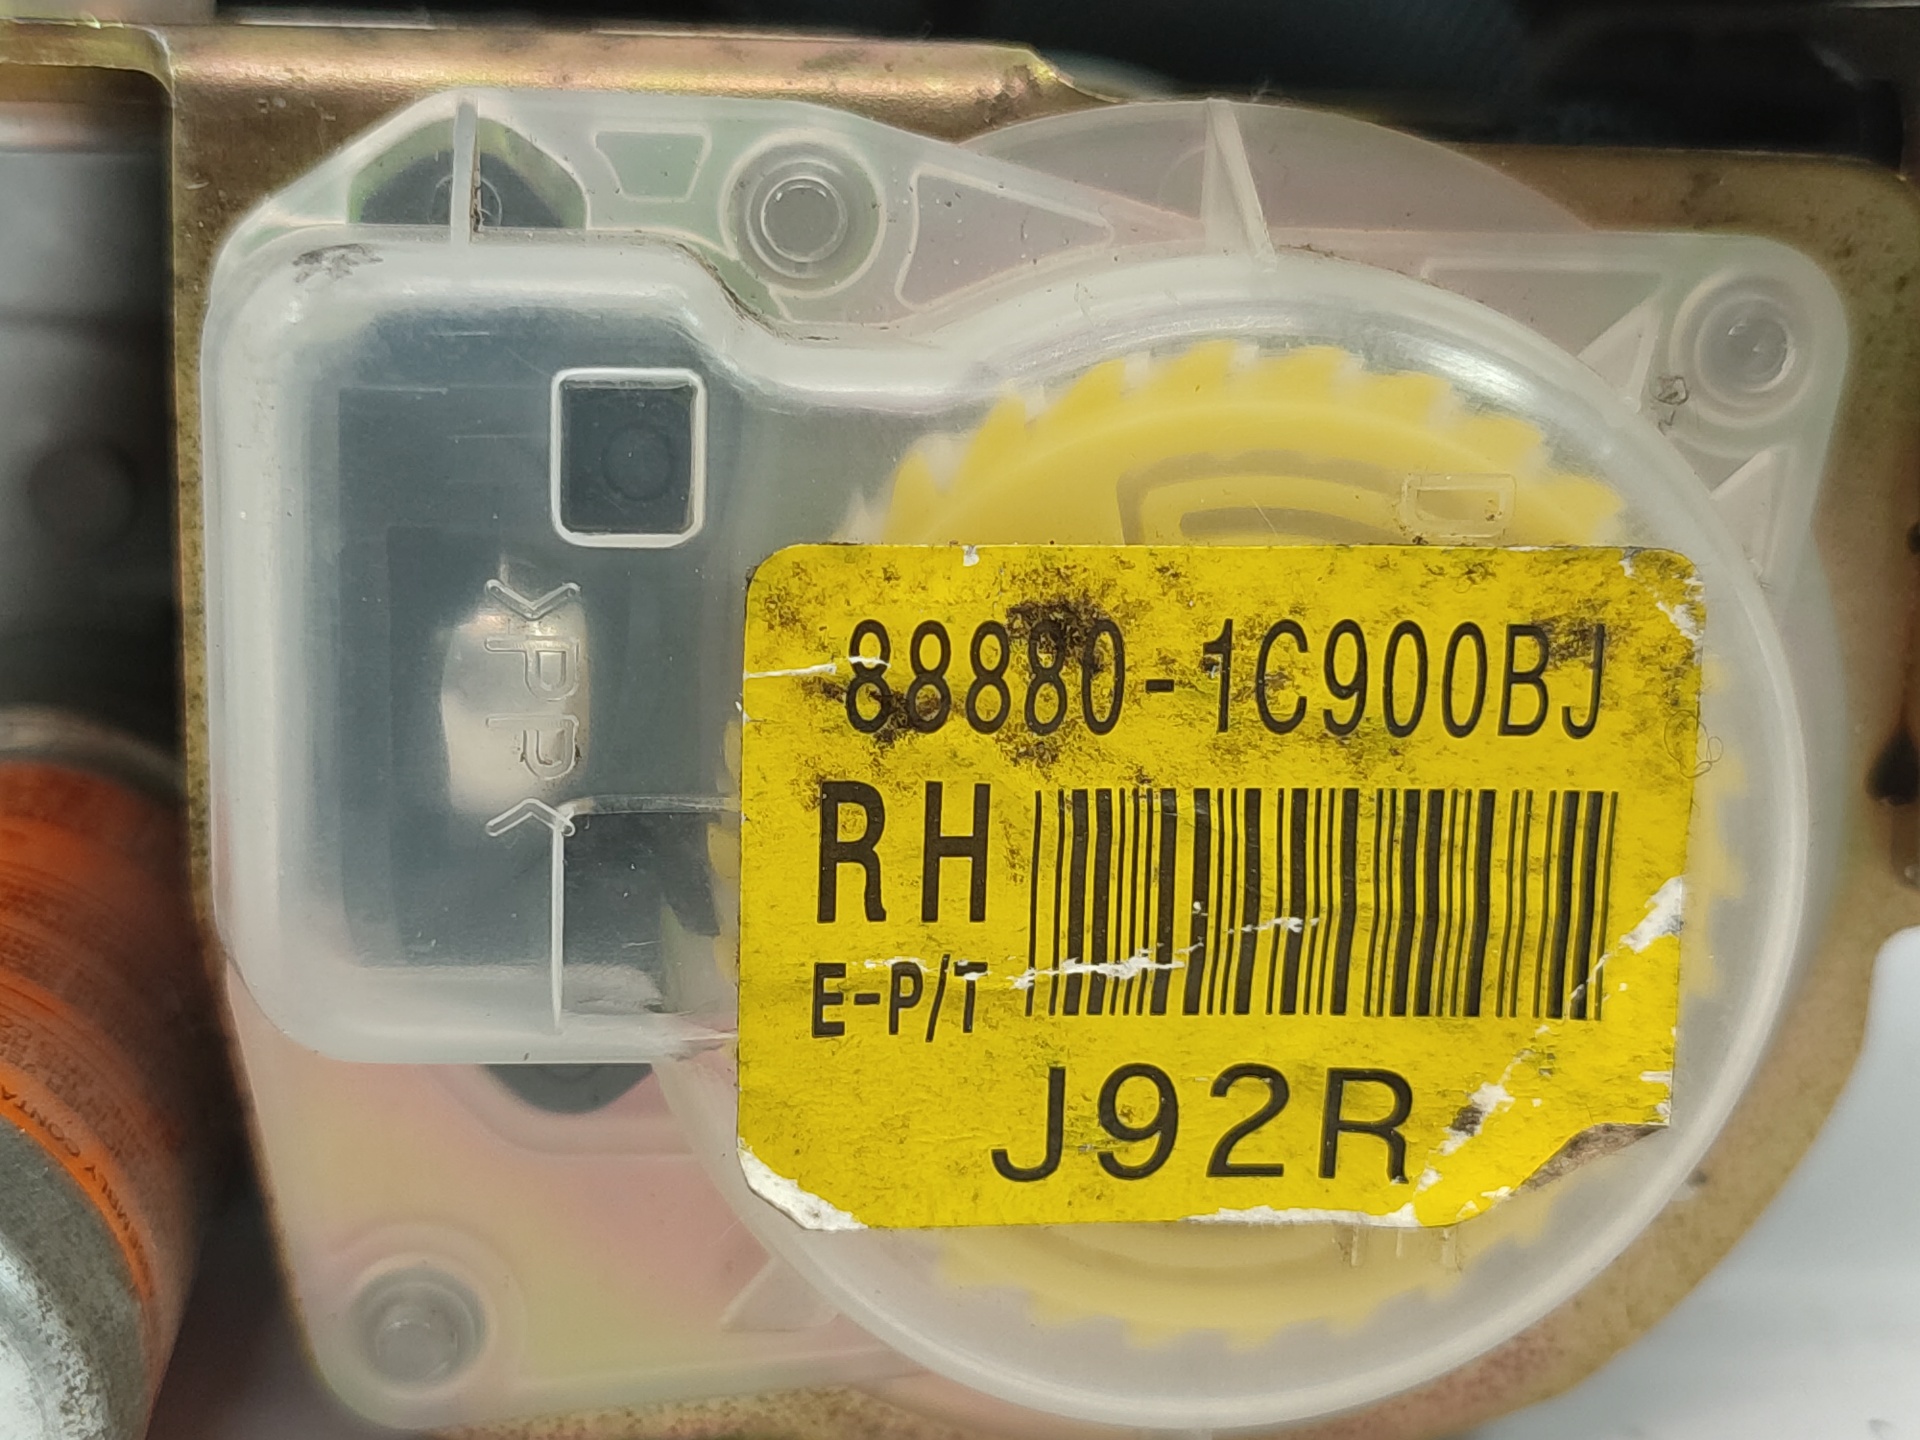 >PP<
88880-1C900BJ
RH
E-P/T
J92R